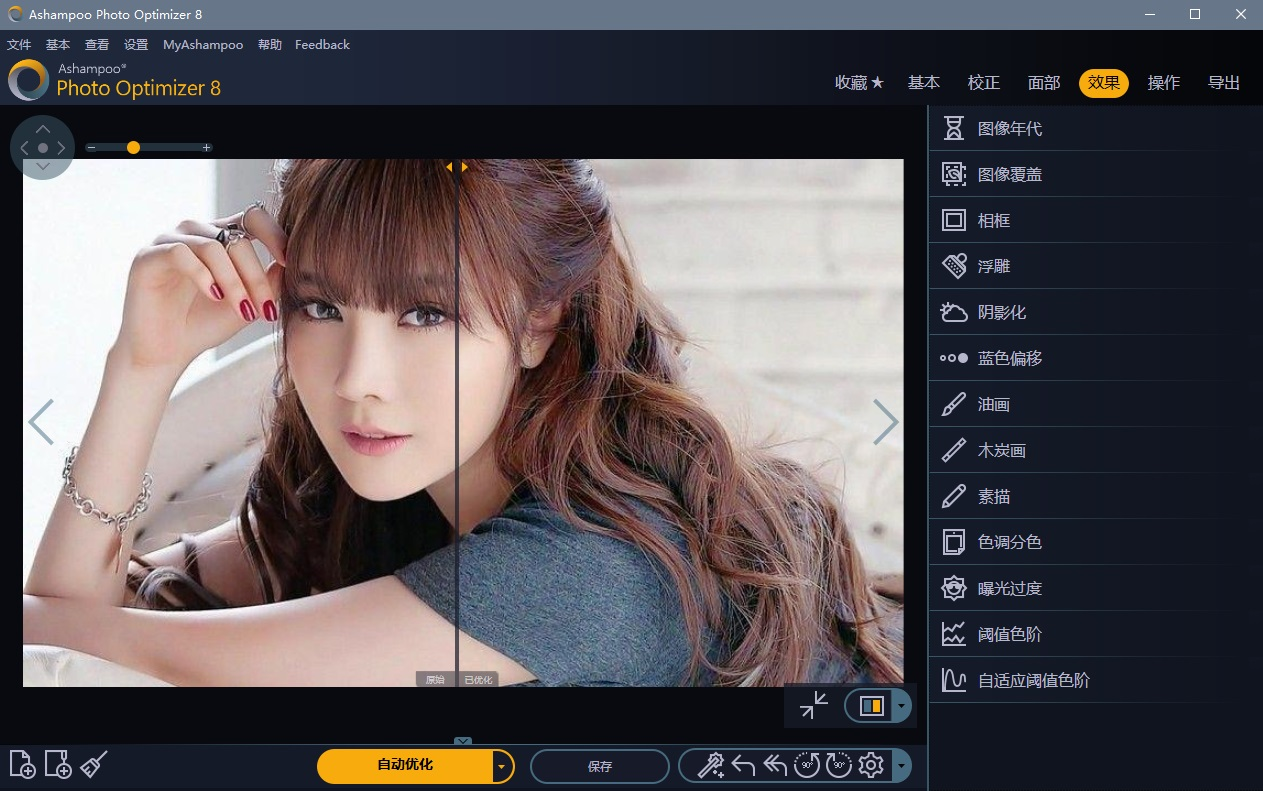 Ashampoo Photo Optimizer 8
文件 基本 查看 设置 MyAshampoo 帮助 Feedback
Ashampoo®
Photo Optimizer 8
收藏★ 基本 校正 面部 效果 操作 导出
图像年代
图像覆盖
相框
浮雕
阴影化
蓝色偏移
油画
木炭画
素描
色调分色
曝光过度
阈值色阶
自适应阈值色阶
原始 已优化
自动优化 保存 90° 90°